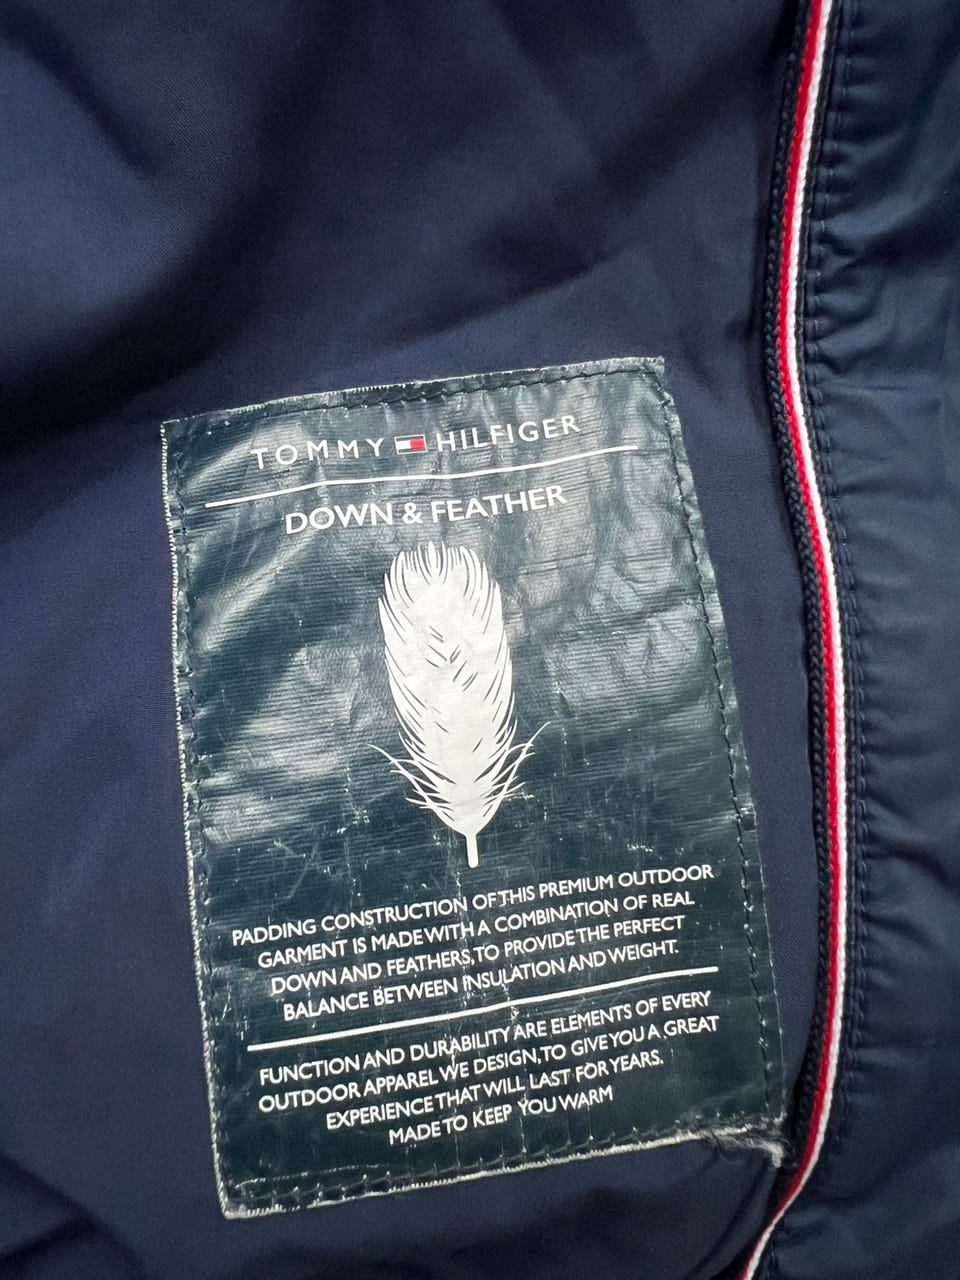 TOMMY HILFIGER
DOWN & FEATHER
PADDING CONSTRUCTION OF THIS PREMIUM OUTDOOR
GARMENT IS MADE WITH A COMBINATION OF REAL
DOWN AND FEATHERS, TO PROVIDE THE PERFECT
BALANCE BETWEEN INSULATION AND WEIGHT.
FUNCTION AND DURABILITY ARE ELEMENTS OF EVERY
OUTDOOR APPAREL WE DESIGN, TO GIVE YOU A GREAT
EXPERIENCE THAT WILL LAST FOR YEARS.
MADE TO KEEP YOU WARM